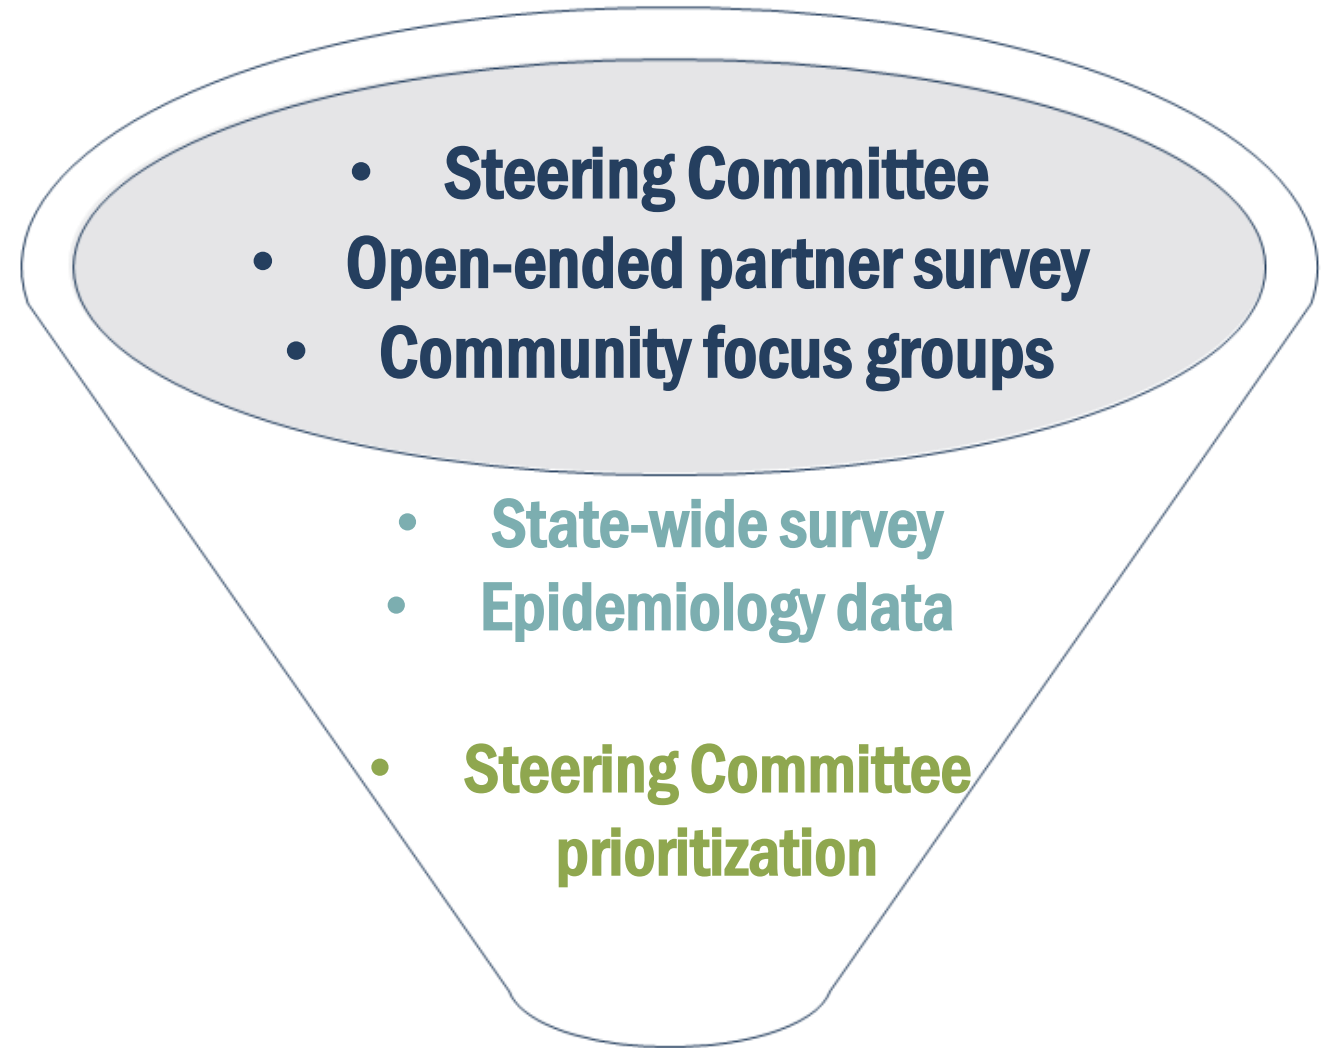 • Steering Committee
• Open-ended partner survey
• Community focus groups
• State-wide survey
• Epidemiology data
• Steering Committee
prioritization